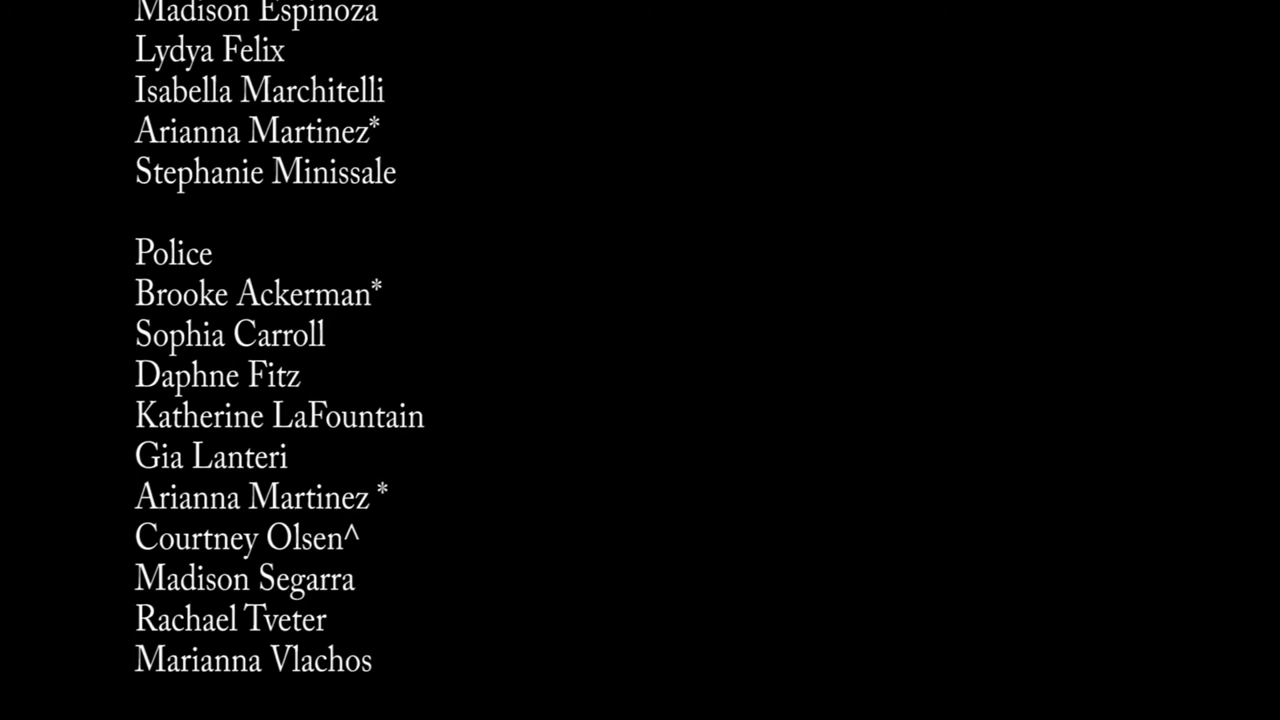 Madison Espinoza
Lydya Felix
Isabella Marchitelli
Arianna Martinez*
Stephanie Minissale
Police
Brooke Ackerman*
Sophia Carroll
Daphne Fitz
Katherine LaFountain
Gia Lanteri
Arianna Martinez *
Courtney Olsen^
Madison Segarra
Rachael Tveter
Marianna Vlachos